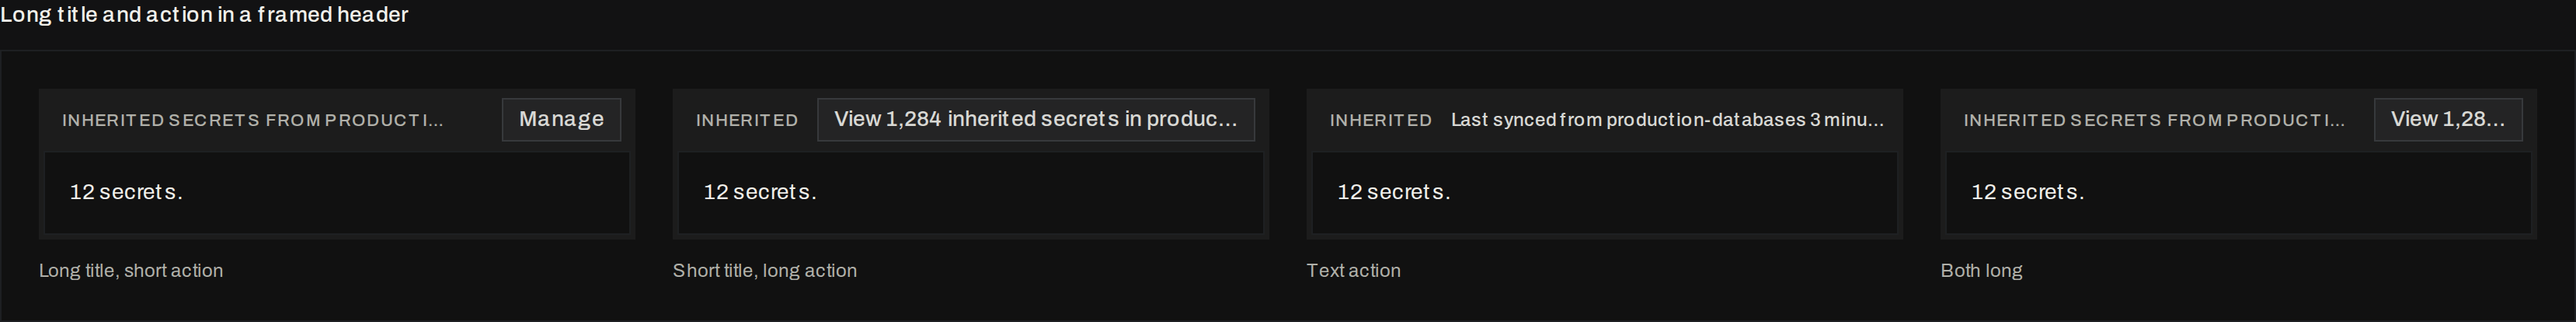 Long title and action in a framed header
INHERITED SECRETS FROM PRODUCTI...
Manage
12 secrets.
Long title, short action
INHERITED
View 1,284 inherited secrets in produc...
12 secrets.
Short title, long action
INHERITED
Last synced from production-databases 3 minu...
12 secrets.
Text action
INHERITED SECRETS FROM PRODUCTI...
View 1,28...
12 secrets.
Both long